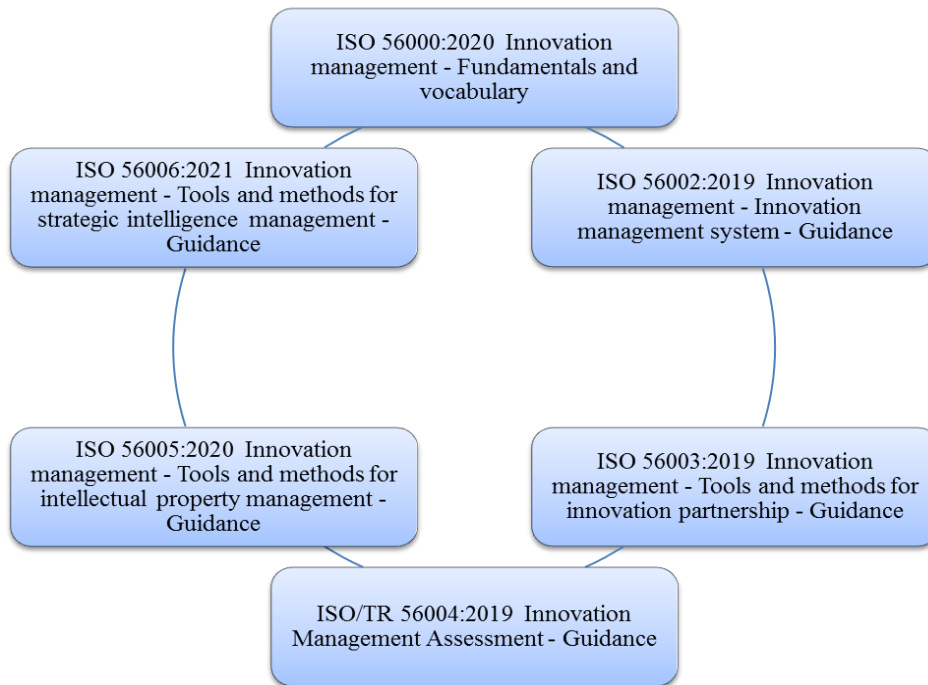 ISO 56000:2020 Innovation
management - Fundamentals and
vocabulary
ISO 56002:2019 Innovation
management - Innovation
management system - Guidance
ISO 56003:2019 Innovation
management - Tools and methods for
innovation partnership - Guidance
ISO/TR 56004:2019 Innovation
Management Assessment - Guidance
ISO 56005:2020 Innovation
management - Tools and methods for
intellectual property management -
Guidance
ISO 56006:2021 Innovation
management - Tools and methods for
strategic intelligence management -
Guidance